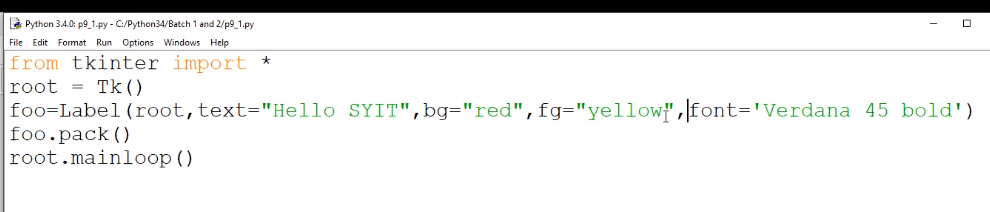 Python 3.4.0: p9_1.py - C:/Python34/Batch 1 and 2/p9_1.py
File Edit Format Run Options Windows Help
from tkinter import *
root = Tk()
foo=Label(root,text="Hello SYIT",bg="red",fg="yellow",font='Verdana 45 bold')
foo.pack()
root.mainloop()